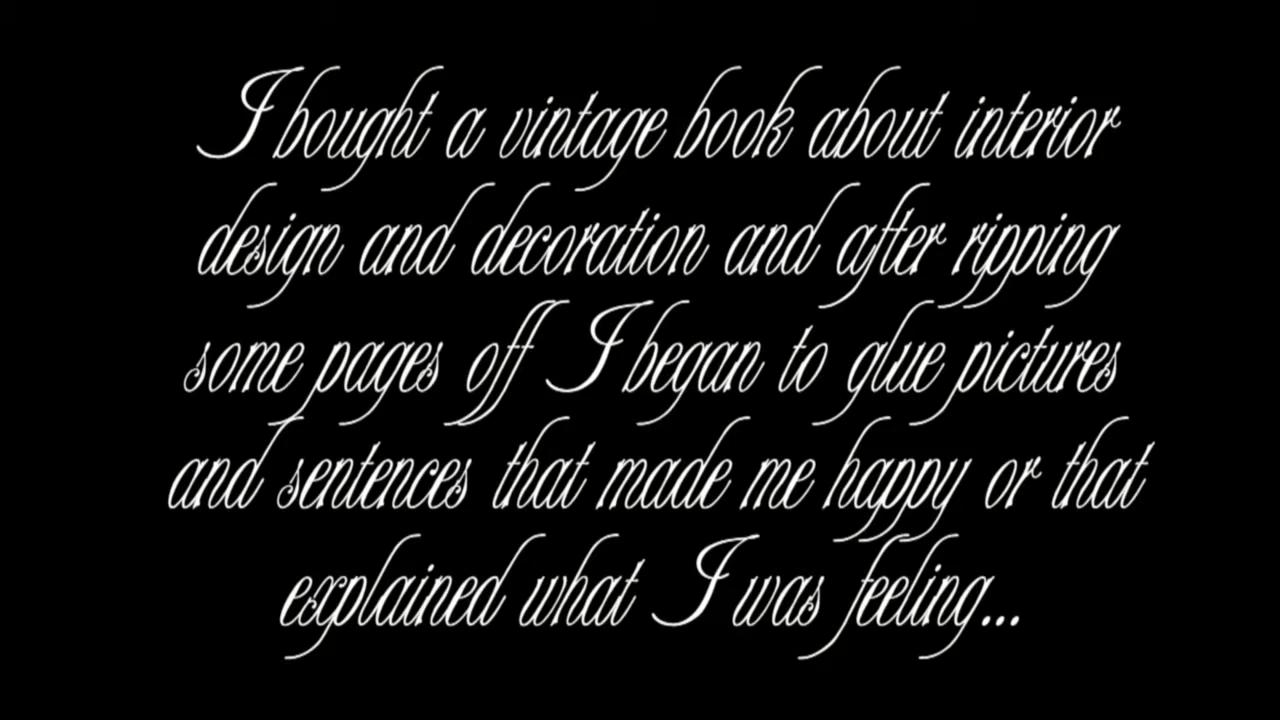 I bought a vintage book about interior
design and decoration and after ripping
some pages off I began to glue pictures
and sentences that made me happy or that
explained what I was feeling...